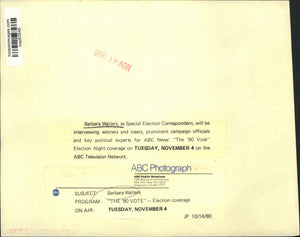 NOV 17 1980
Barbara Walters, as Special Election Correspondent, will be
interviewing winners and losers, prominent campaign officials
and key political experts for ABC News' "The '80 Vote"
Election Night coverage on TUESDAY, NOVEMBER 4 on the
ABC Television Network.
ABC Photograph
ABC Public Relations
SUBJECT: Barbara Walters
PROGRAM: "THE '80 VOTE" — Election coverage
ON AIR: TUESDAY, NOVEMBER 4
JP 10/14/80